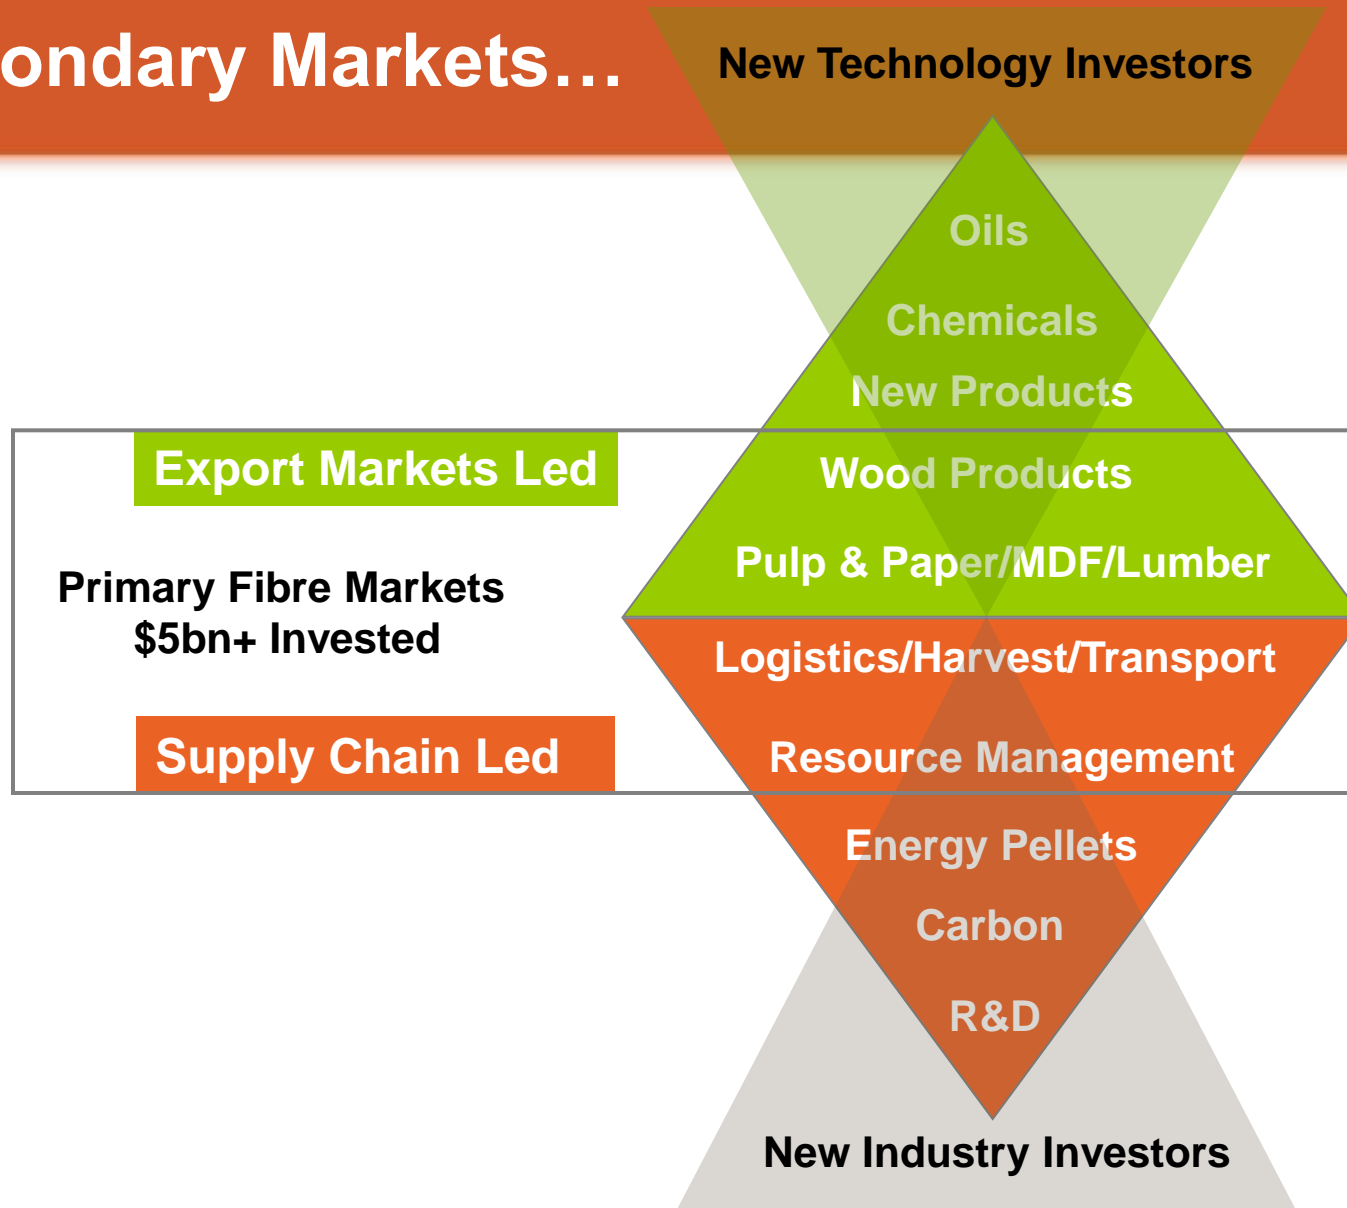 ondary Markets…
New Technology Investors
Oils
Chemicals
New Products
Export Markets Led
Wood Products
Pulp & Paper/MDF/Lumber
Primary Fibre Markets
$5bn+ Invested
Logistics/Harvest/Transport
Supply Chain Led
Resource Management
Energy Pellets
Carbon
R&D
New Industry Investors